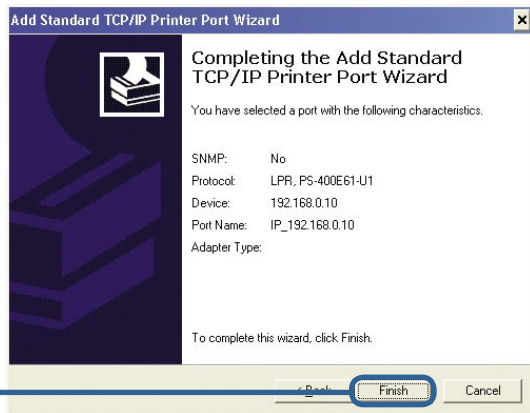 Add Standard TCP/IP Printer Port Wizard
Completing the Add Standard
TCP/IP Printer Port Wizard
You have selected a port with the following characteristics.
SNMP: No
Protocol: LPR, PS-400E61-U1
Device: 192.168.0.10
Port Name: IP_192.168.0.10
Adapter Type:
To complete this wizard, click Finish.
< Back Finish Cancel